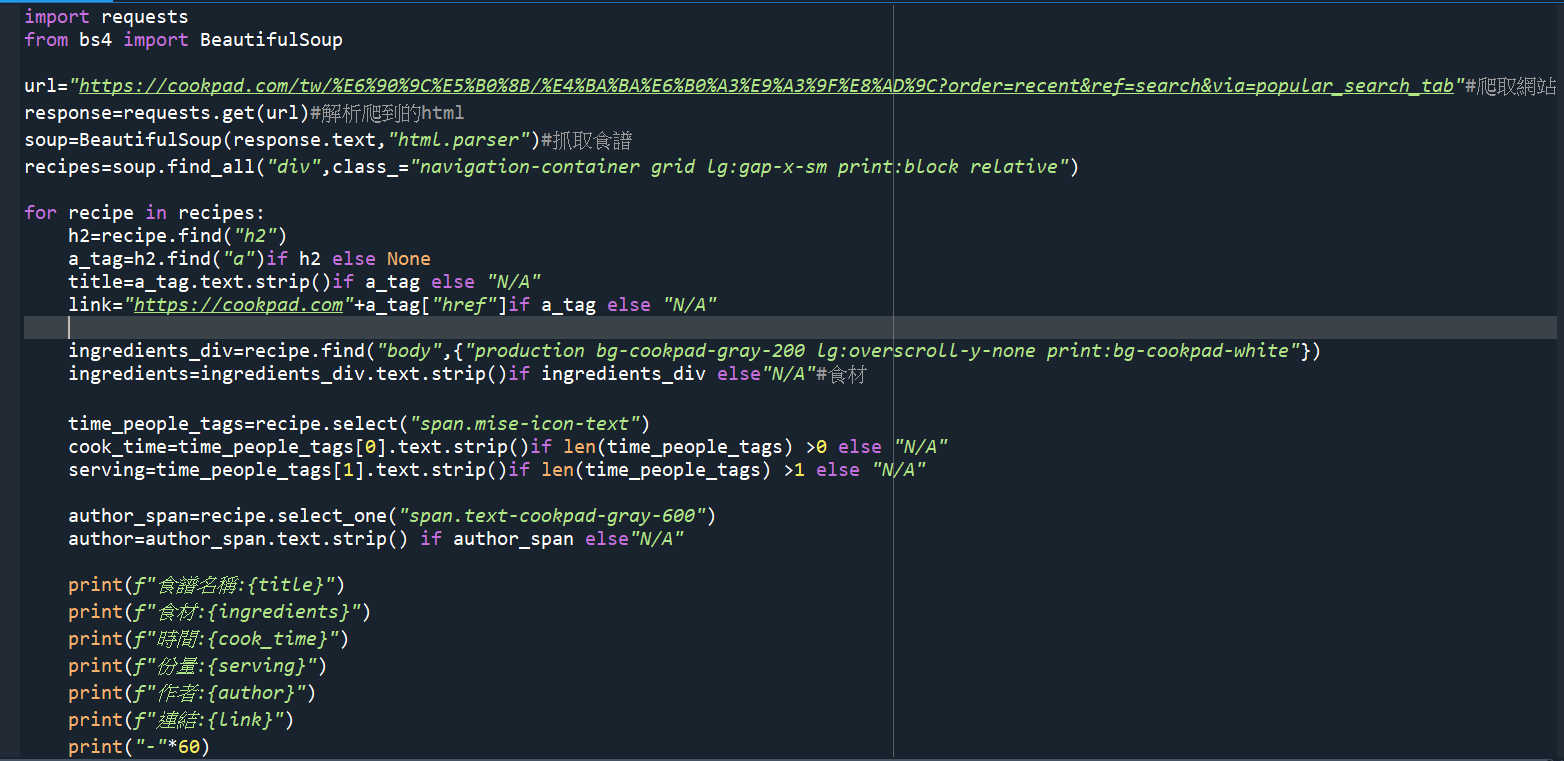 import requests
from bs4 import BeautifulSoup
url="https://cookpad.com/tw/%E6%90%9C%E5%B0%8B/%E4%BA%BA%E6%B0%A3%E9%A3%9F%E8%AD%9C?order=recent&ref=search&via=popular_search_tab"#爬取網站
response=requests.get(url)#解析爬到的html
soup=BeautifulSoup(response.text,"html.parser")#抓取食譜
recipes=soup.find_all("div",class_="navigation-container grid lg:gap-x-sm print:block relative")
for recipe in recipes:
    h2=recipe.find("h2")
    a_tag=h2.find("a")if h2 else None
    title=a_tag.text.strip()if a_tag else "N/A"
    link="https://cookpad.com"+a_tag["href"]if a_tag else "N/A"
    ingredients_div=recipe.find("body",{"production bg-cookpad-gray-200 lg:overscroll-y-none print:bg-cookpad-white"})
    ingredients=ingredients_div.text.strip()if ingredients_div else"N/A"#食材
    time_people_tags=recipe.select("span.mise-icon-text")
    cook_time=time_people_tags[0].text.strip()if len(time_people_tags) >0 else "N/A"
    serving=time_people_tags[1].text.strip()if len(time_people_tags) >1 else "N/A"
    author_span=recipe.select_one("span.text-cookpad-gray-600")
    author=author_span.text.strip() if author_span else"N/A"
    print(f"食譜名稱:{title}")
    print(f"食材:{ingredients}")
    print(f"時間:{cook_time}")
    print(f"份量:{serving}")
    print(f"作者:{author}")
    print(f"連結:{link}")
    print("-"*60)